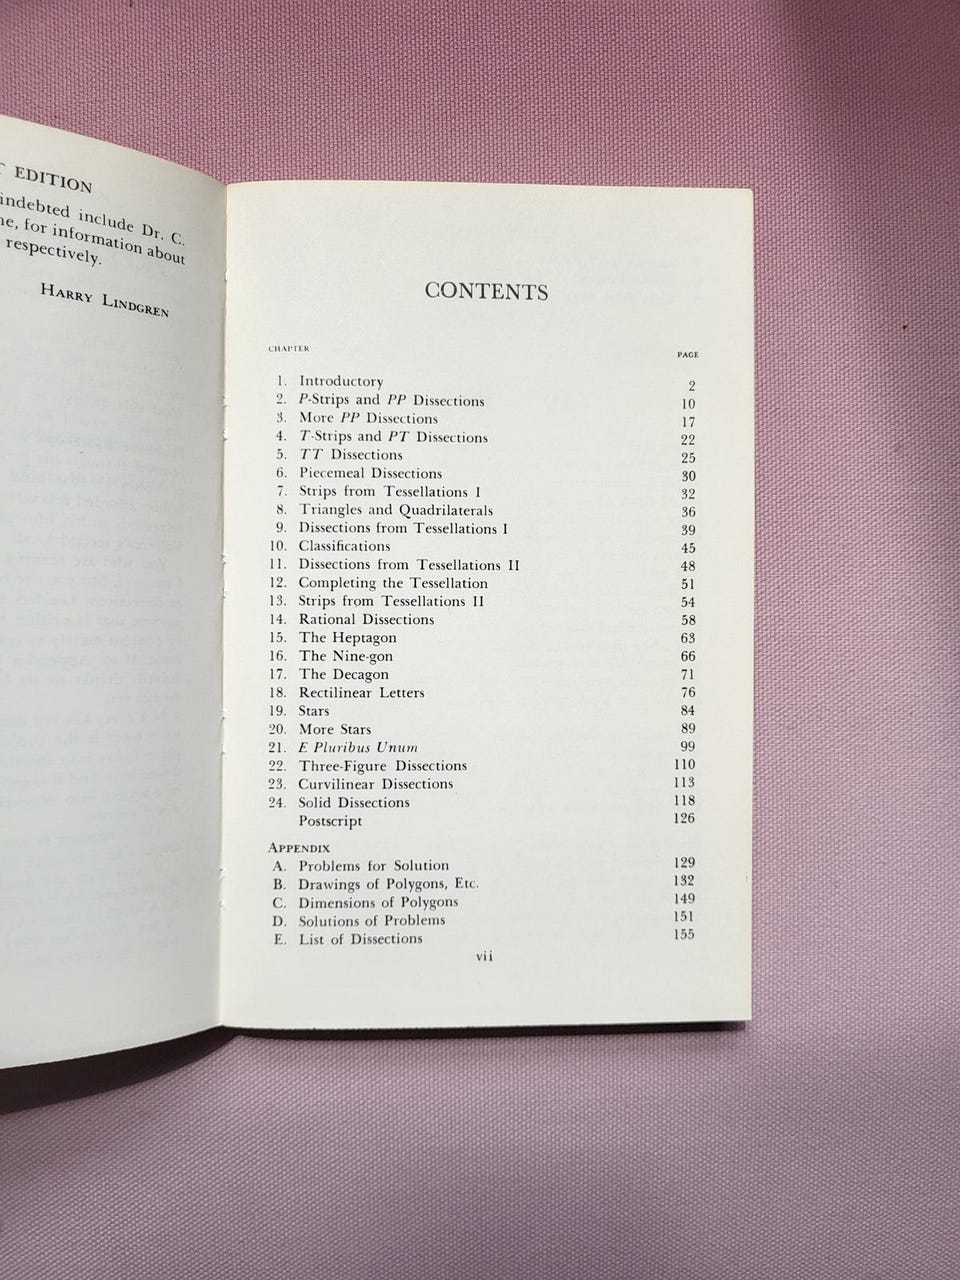 EDITION
indebted include Dr. C.
for information about
respectively.
HARRY LINDGREN
CONTENTS
CHAPTER PAGE
1. Introductory 2
2. P-Strips and PP Dissections 10
3. More PP Dissections 17
4. T-Strips and PT Dissections 22
5. TT Dissections 25
6. Piecemeal Dissections 30
7. Strips from Tessellations I 32
8. Triangles and Quadrilaterals 36
9. Dissections from Tessellations I 39
10. Classifications 45
11. Dissections from Tessellations II 48
12. Completing the Tessellation 51
13. Strips from Tessellations II 54
14. Rational Dissections 58
15. The Heptagon 63
16. The Nine-gon 66
17. The Decagon 71
18. Rectilinear Letters 76
19. Stars 84
20. More Stars 89
21. E Pluribus Unum 99
22. Three-Figure Dissections 110
23. Curvilinear Dissections 113
24. Solid Dissections 118
Postscript 126
APPENDIX
A. Problems for Solution 129
B. Drawings of Polygons, Etc. 132
C. Dimensions of Polygons 149
D. Solutions of Problems 151
E. List of Dissections 155
vii